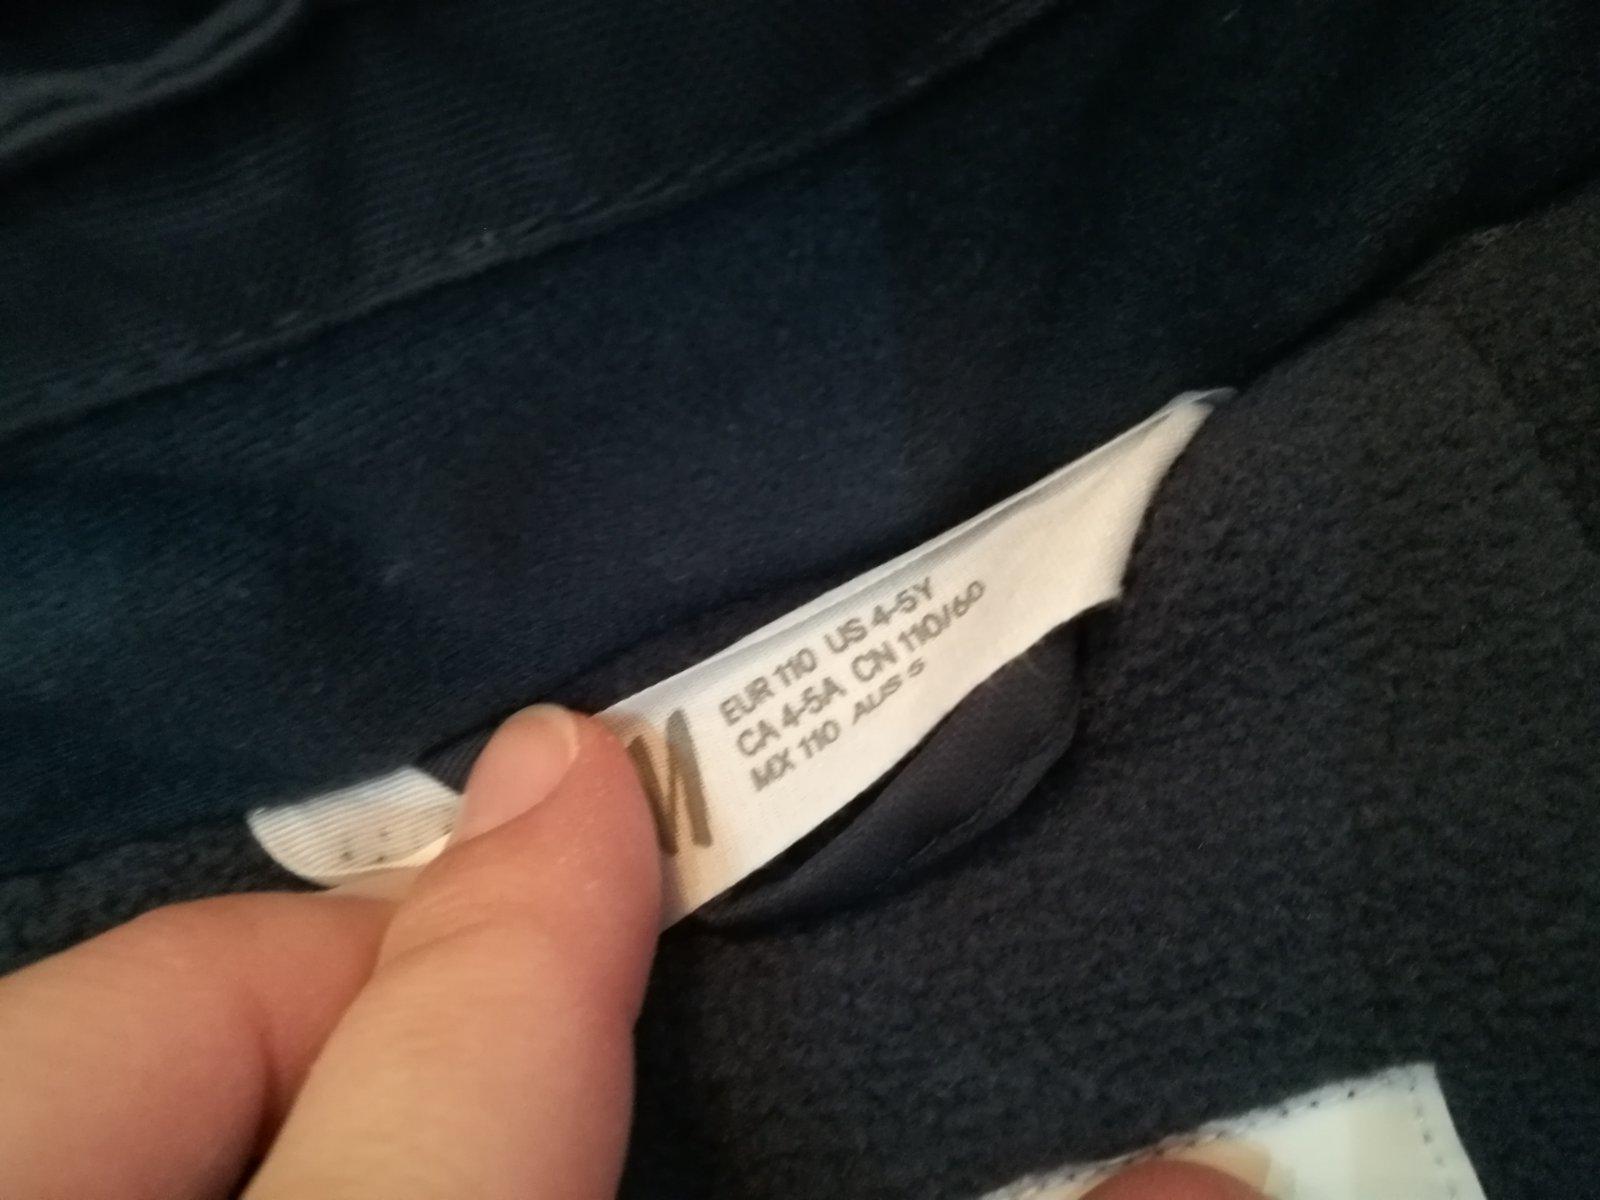 EUR 110 US 4-5Y
CA 4-5A CN 110/60
MX 110 AUS 5